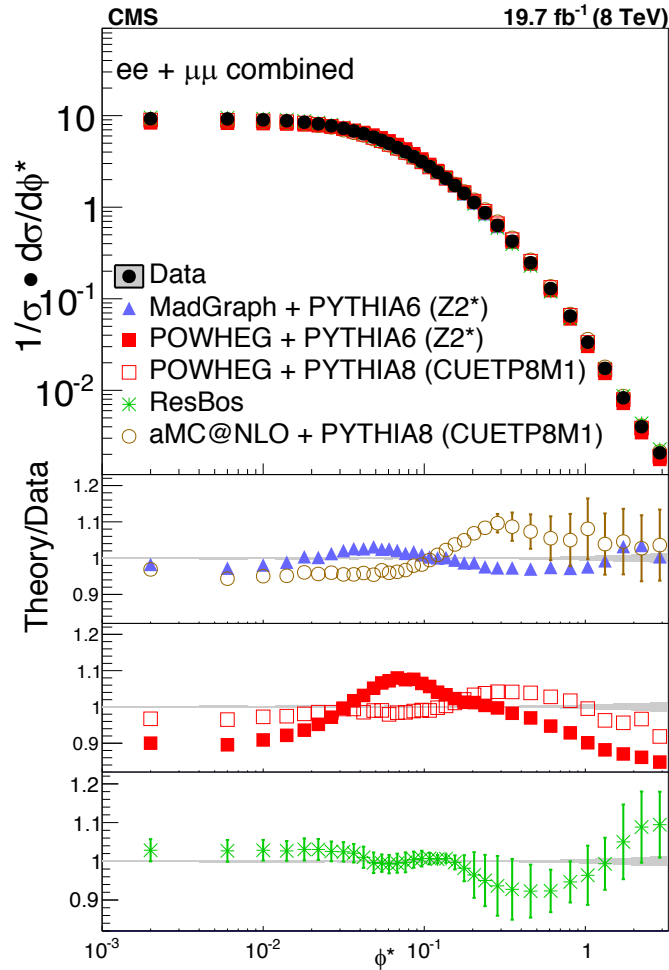 CMS 19.7 fb⁻¹ (8 TeV)
ee + μμ combined
10
1
10⁻¹
10⁻²
1/σ • dσ/dϕ*
Data
MadGraph + PYTHIA6 (Z2*)
POWHEG + PYTHIA6 (Z2*)
POWHEG + PYTHIA8 (CUETP8M1)
ResBos
aMC@NLO + PYTHIA8 (CUETP8M1)
Theory/Data
1.2
1.1
1
0.9
1.2
1.1
1
0.9
1.2
1.1
1
0.9
10⁻³ 10⁻² 10⁻¹ 1
ϕ*